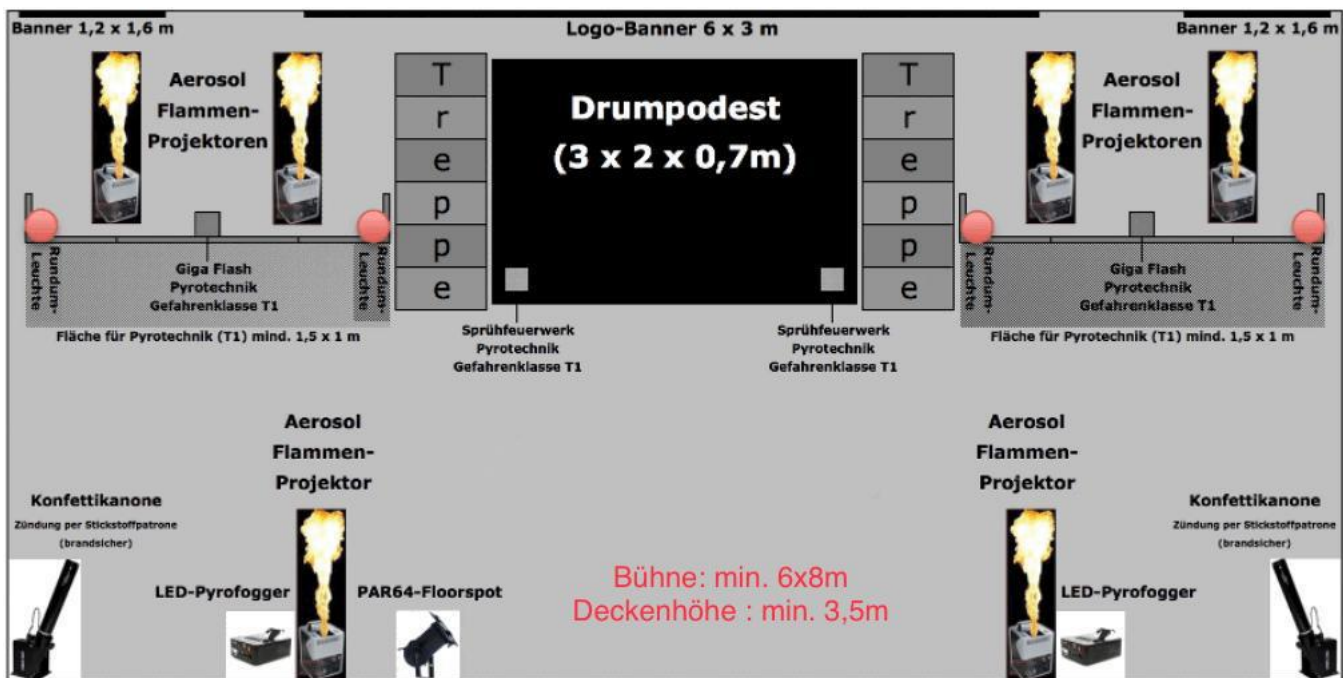 Banner 1,2 x 1,6 m
Logo-Banner 6 x 3 m
Banner 1,2 x 1,6 m
Aerosol
Flammen-
Projektoren
T
r
e
p
p
e
Drumpodest
(3 x 2 x 0,7m)
T
r
e
p
p
e
Aerosol
Flammen-
Projektoren
Rundum-
Leuchte
Giga Flash
Pyrotechnik
Gefahrenklasse T1
Rundum-
Leuchte
Fläche für Pyrotechnik (T1) mind. 1,5 x 1 m
Sprühfeuerwerk
Pyrotechnik
Gefahrenklasse T1
Sprühfeuerwerk
Pyrotechnik
Gefahrenklasse T1
Rundum-
Leuchte
Giga Flash
Pyrotechnik
Gefahrenklasse T1
Rundum-
Leuchte
Fläche für Pyrotechnik (T1) mind. 1,5 x 1 m
Aerosol
Flammen-
Projektor
Aerosol
Flammen-
Projektor
Konfettikanone
Zündung per Stickstoffpatrone
(brandsicher)
Konfettikanone
Zündung per Stickstoffpatrone
(brandsicher)
LED-Pyrofogger
PAR64-Floorspot
Bühne: min. 6x8m
Deckenhöhe : min. 3,5m
LED-Pyrofogger